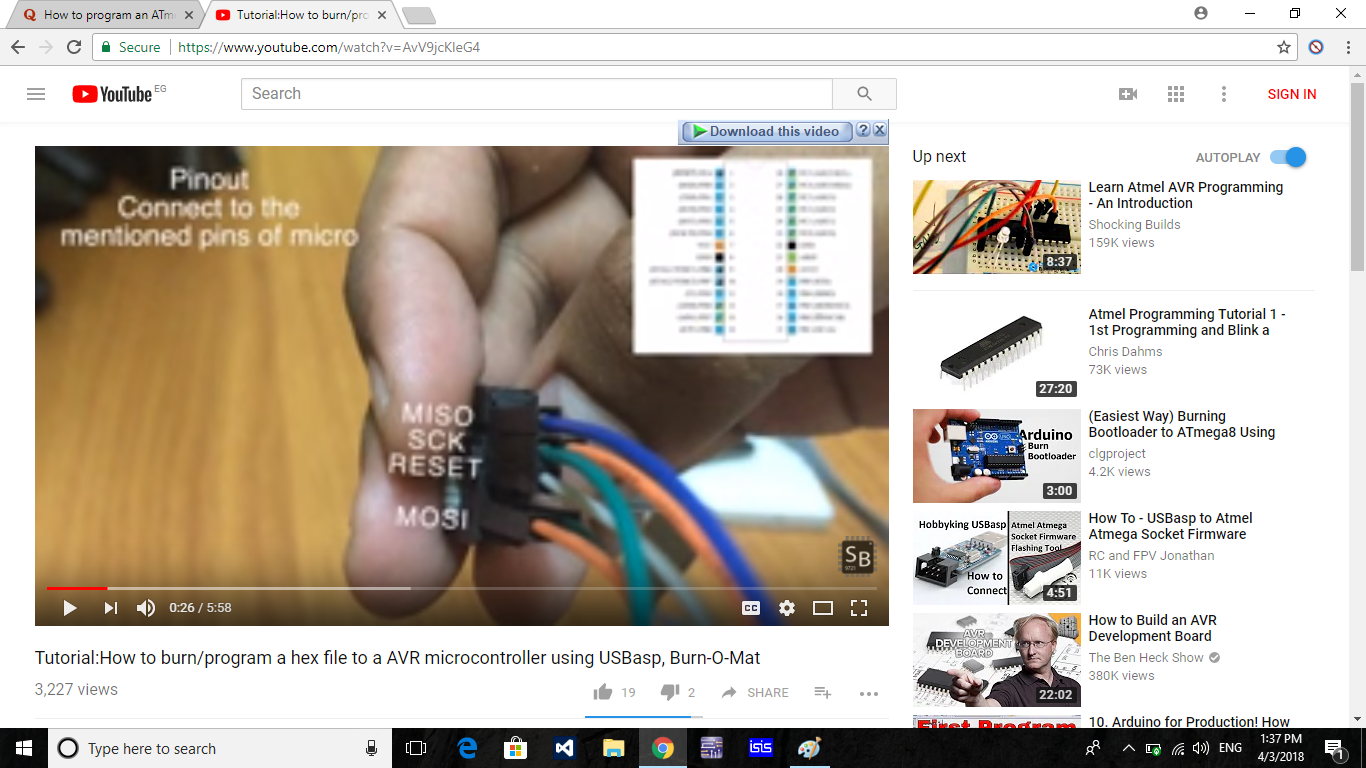 How to program an ATm
Tutorial:How to burn/pro
Secure
https://www.youtube.com/watch?v=AvV9jcKIeG4
YouTube EG
Search
SIGN IN
Download this video ? X
Pinout
Connect to the
mentioned pins of micro
MISO
SCK
RESET
MOSI
SB
0:26 / 5:58
CC
Tutorial:How to burn/program a hex file to a AVR microcontroller using USBasp, Burn-O-Mat
3,227 views
19
2
SHARE
Up next
AUTOPLAY
8:37
Learn Atmel AVR Programming
- An Introduction
Shocking Builds
159K views
27:20
Atmel Programming Tutorial 1 -
1st Programming and Blink a
Chris Dahms
73K views
Arduino
Burn
Bootloader
3:00
(Easiest Way) Burning
Bootloader to ATmega8 Using
clgproject
4.2K views
Hobbyking USBasp
Atmel Atmega
Socket Firmware
Flashing Tool
How to
Connect
4:51
How To - USBasp to Atmel
Atmega Socket Firmware
RC and FPV Jonathan
11K views
AVR
DEVELOPMENT
BOARD
22:02
How to Build an AVR
Development Board
The Ben Heck Show
380K views
First Program
10. Arduino for Production! How
Type here to search
isis
ENG
1:37 PM
4/3/2018
1